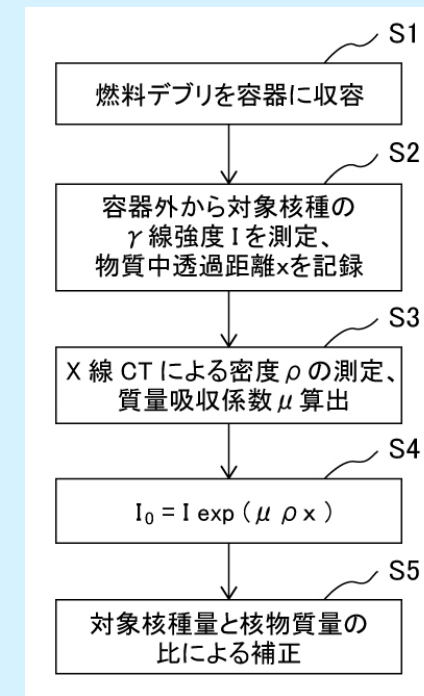 S1
燃料デブリを容器に収容
S2
容器外から対象核種の
γ線強度Iを測定、
物質中透過距離xを記録
S3
X線CTによる密度ρの測定、
質量吸収係数μ算出
S4
I₀ = I exp ( μ ρ x )
S5
対象核種量と核物質量の
比による補正